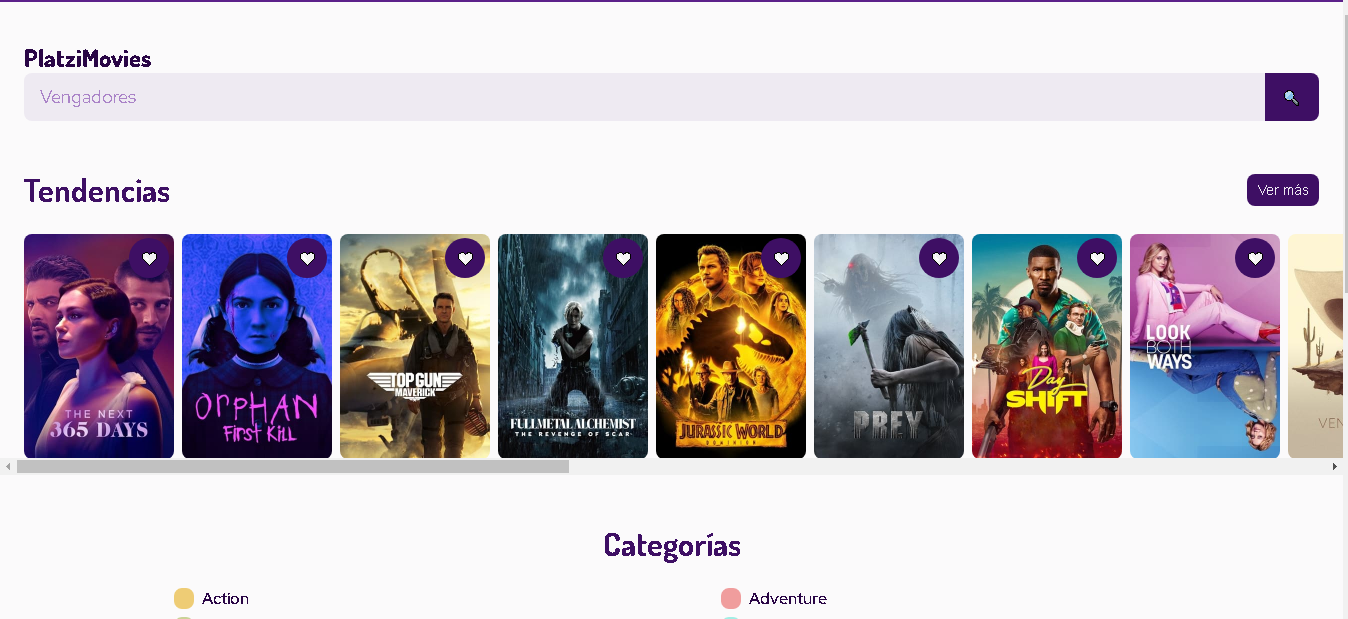 PlatziMovies
Vengadores
Tendencias
Ver más
THE NEXT
365 DAYS
ORPHAN
First Kill
TOP GUN
MAVERICK
FULLMETAL ALCHEMIST
THE REVENGE OF SCAR
JURASSIC WORLD
DOMINION
PREY
Day
SHIFT
LOOK
BOTH
WAYS
VEN
Categorías
Action
Adventure